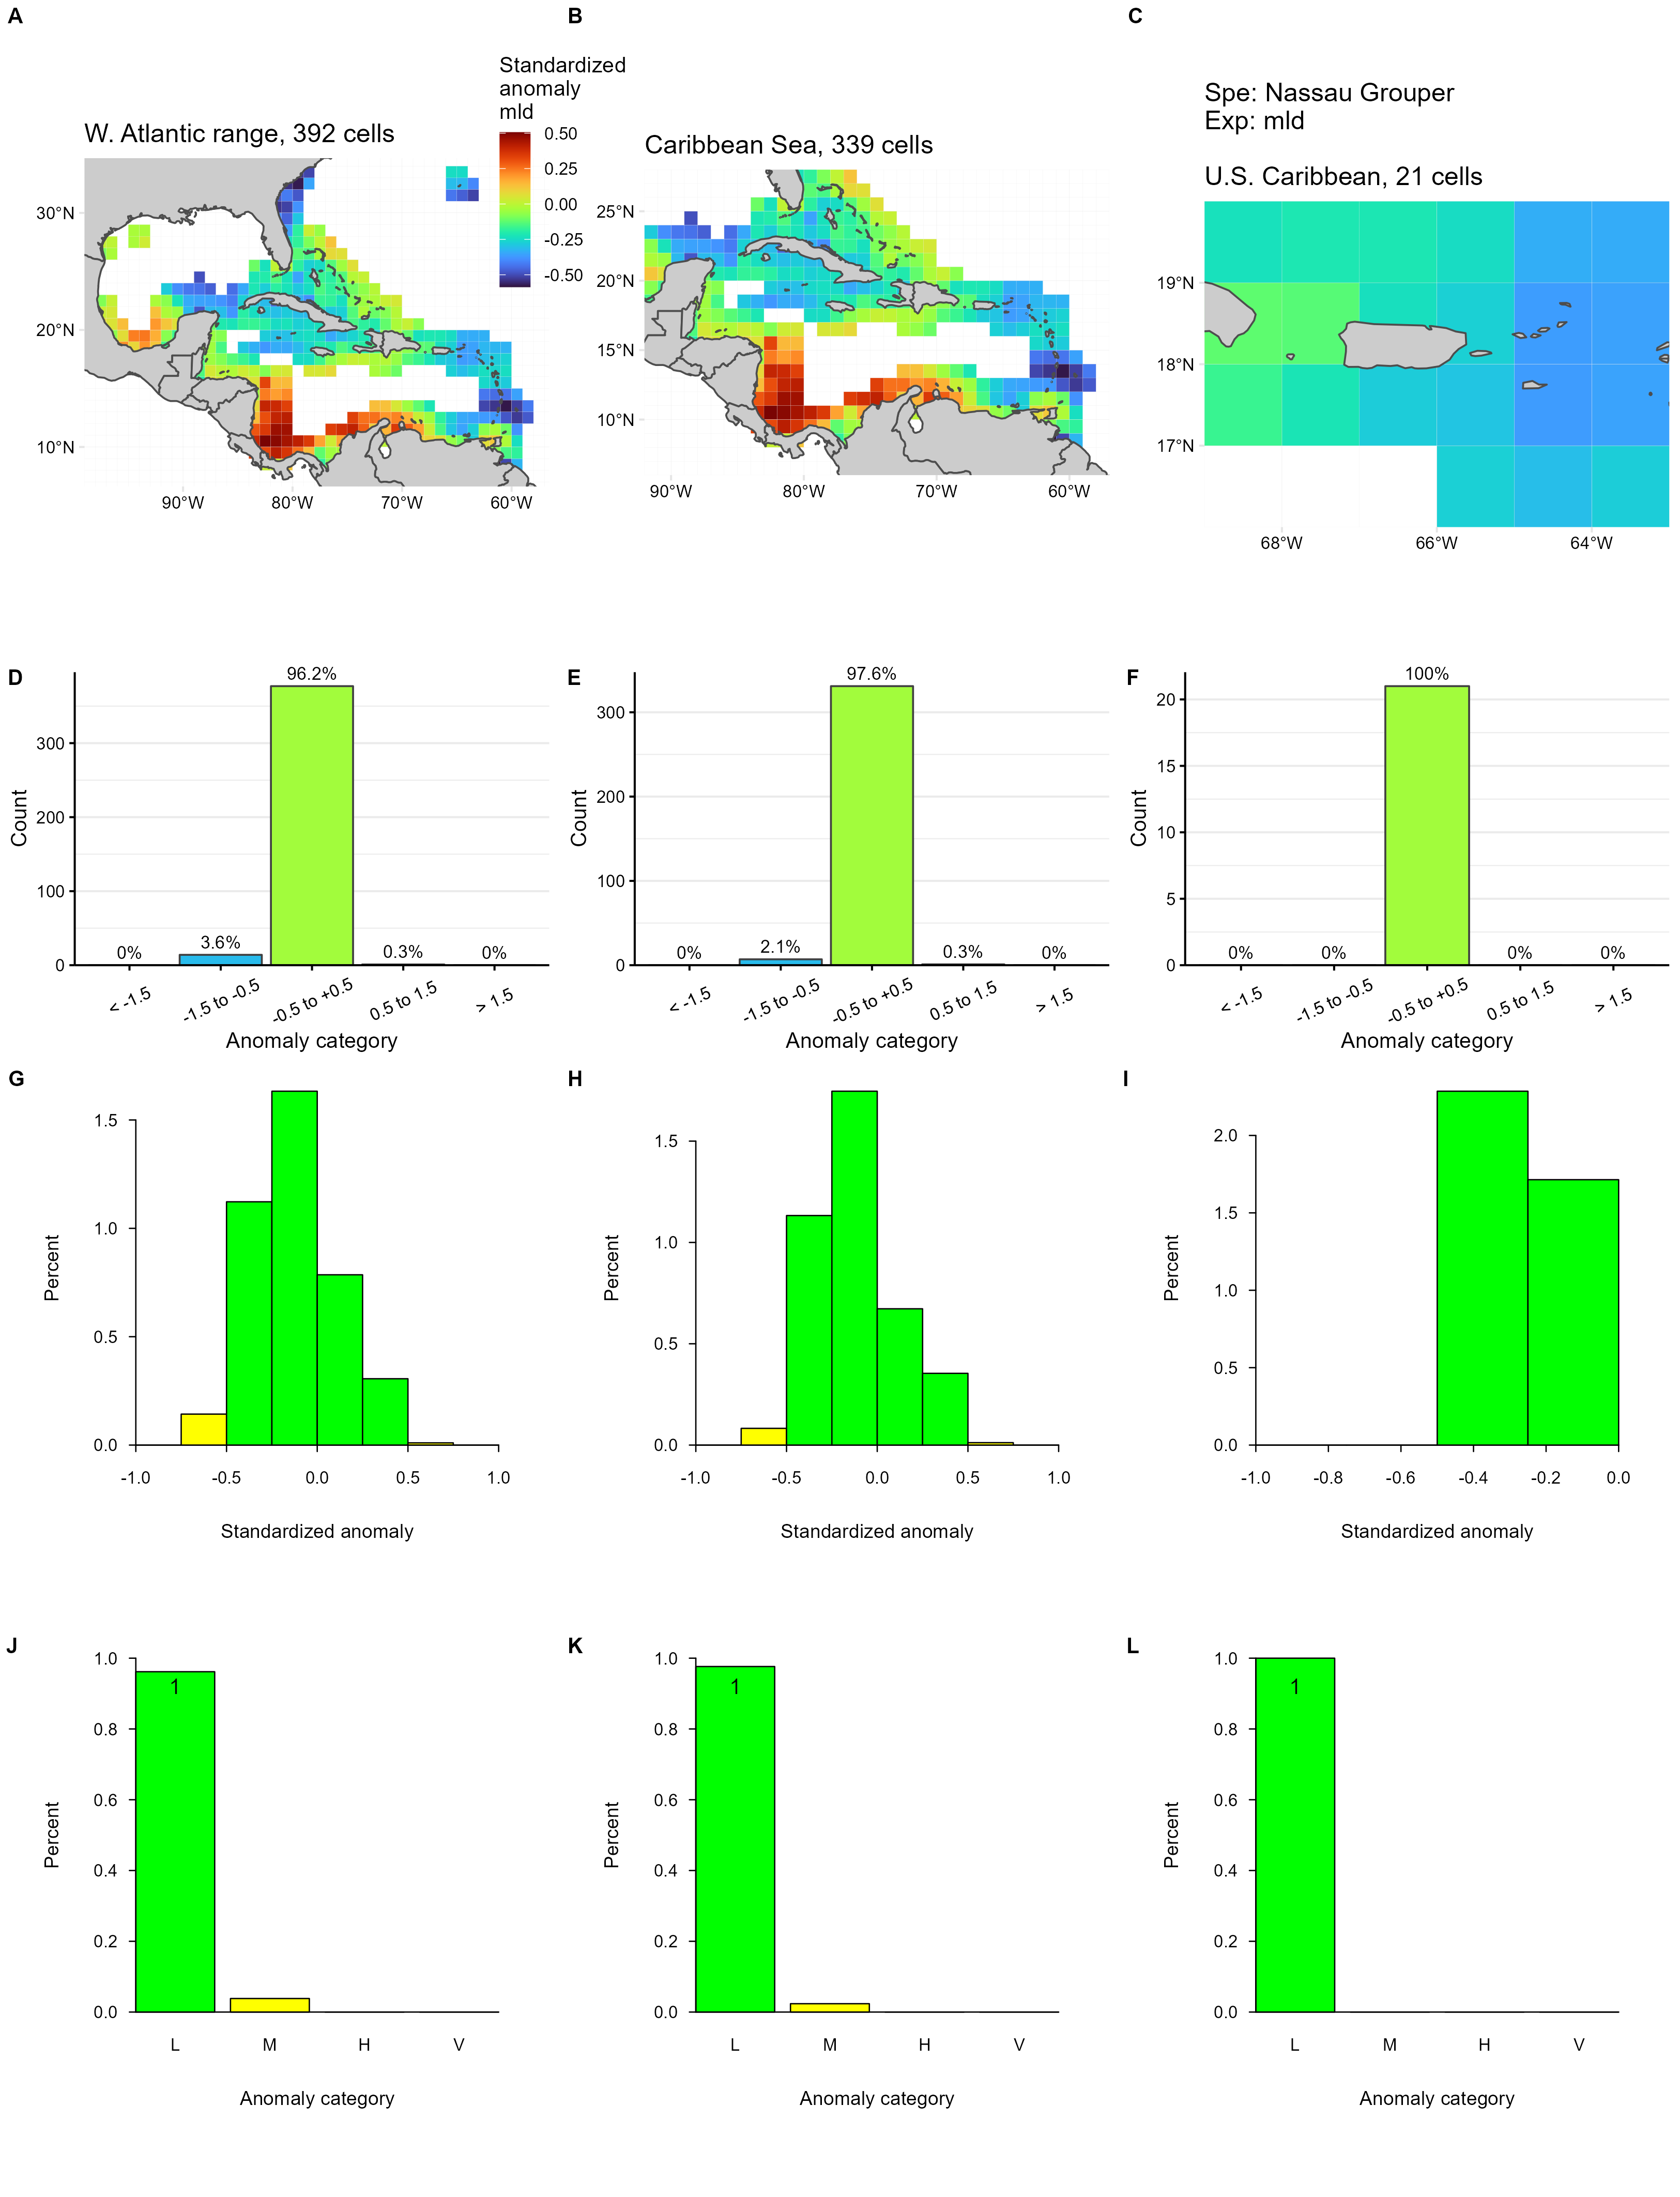 A
B
C
Standardized
anomaly
mld
0.50
0.25
0.00
-0.25
-0.50
W. Atlantic range, 392 cells
30°N
20°N
10°N
90°W
80°W
70°W
60°W
Caribbean Sea, 339 cells
25°N
20°N
15°N
10°N
90°W
80°W
70°W
60°W
Spe: Nassau Grouper
Exp: mld
U.S. Caribbean, 21 cells
19°N
18°N
17°N
68°W
66°W
64°W
D
Count
300
200
100
0
0%
3.6%
96.2%
0.3%
0%
< -1.5
-1.5 to -0.5
-0.5 to +0.5
0.5 to 1.5
> 1.5
Anomaly category
E
Count
300
200
100
0
0%
2.1%
97.6%
0.3%
0%
< -1.5
-1.5 to -0.5
-0.5 to +0.5
0.5 to 1.5
> 1.5
Anomaly category
F
Count
20
15
10
5
0
0%
0%
100%
0%
0%
< -1.5
-1.5 to -0.5
-0.5 to +0.5
0.5 to 1.5
> 1.5
Anomaly category
G
Percent
1.5
1.0
0.5
0.0
-1.0
-0.5
0.0
0.5
1.0
Standardized anomaly
H
Percent
1.5
1.0
0.5
0.0
-1.0
-0.5
0.0
0.5
1.0
Standardized anomaly
I
Percent
2.0
1.5
1.0
0.5
0.0
-1.0
-0.8
-0.6
-0.4
-0.2
0.0
Standardized anomaly
J
Percent
1.0
0.8
0.6
0.4
0.2
0.0
1
L
M
H
V
Anomaly category
K
Percent
1.0
0.8
0.6
0.4
0.2
0.0
1
L
M
H
V
Anomaly category
L
Percent
1.0
0.8
0.6
0.4
0.2
0.0
1
L
M
H
V
Anomaly category